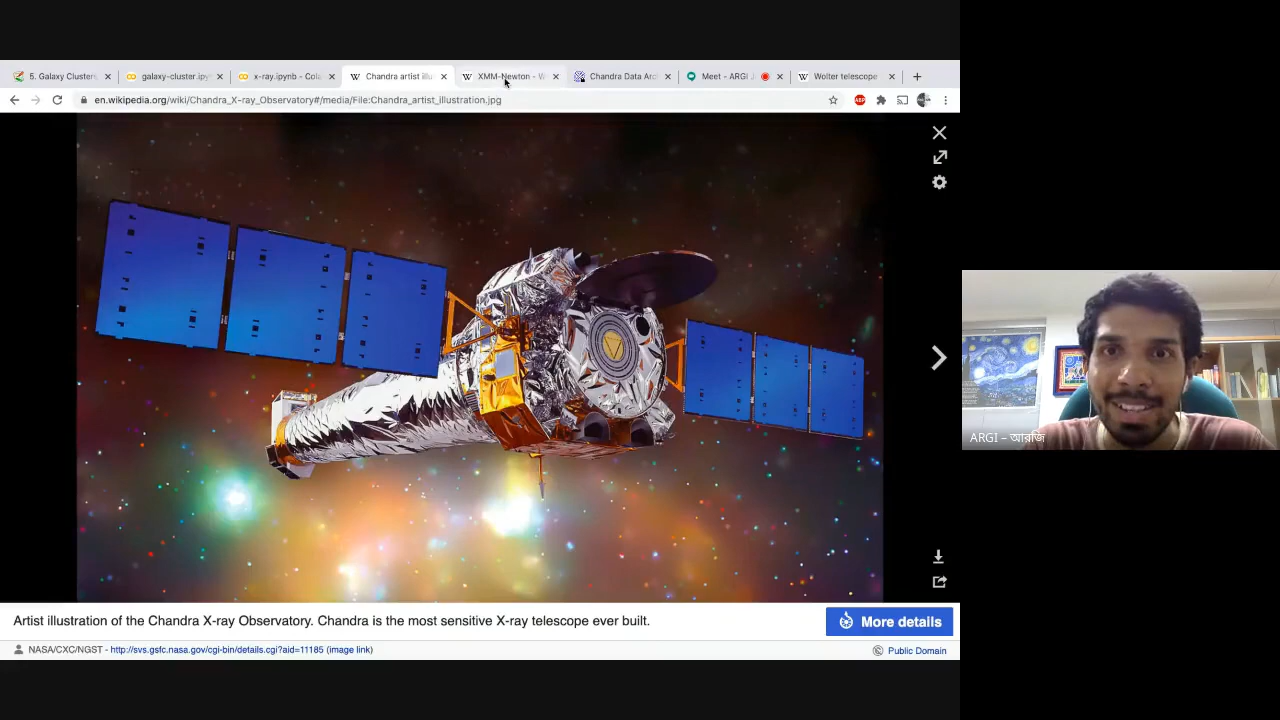 5. Galaxy Cluster
galaxy-cluster.ipy
x-ray.ipynb - Cola
Chandra artist illu
XMM-Newton - W
Chandra Data Arc
Meet – ARGI
Wolter telescope
en.wikipedia.org/wiki/Chandra_X-ray_Observatory#/media/File:Chandra_artist_illustration.jpg
ABP
ARGI – আরজি
Artist illustration of the Chandra X-ray Observatory. Chandra is the most sensitive X-ray telescope ever built.
More details
NASA/CXC/NGST - http://svs.gsfc.nasa.gov/cgi-bin/details.cgi?aid=11185 (image link)
Public Domain